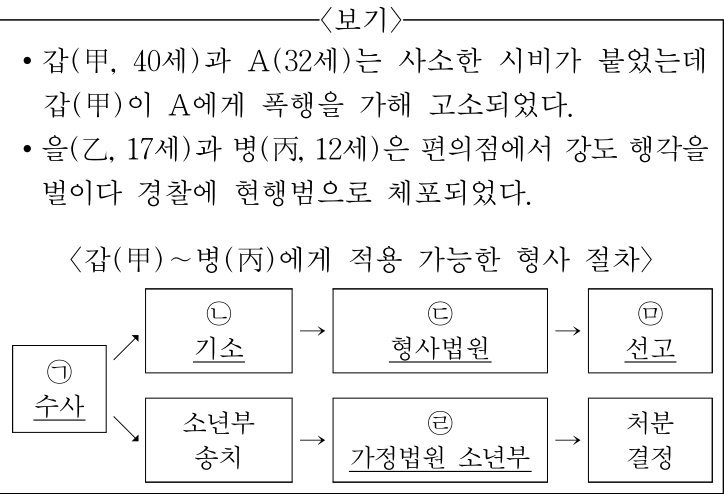 〈보기〉
• 갑(甲, 40세)과 A(32세)는 사소한 시비가 붙었는데
갑(甲)이 A에게 폭행을 가해 고소되었다.
• 을(乙, 17세)과 병(丙, 12세)은 편의점에서 강도 행각을
벌이다 경찰에 현행범으로 체포되었다.
〈갑(甲)～병(丙)에게 적용 가능한 형사 절차〉
㉠
수사
㉡
기소
→
㉢
형사법원
→
㉤
선고
소년부
송치
→
㉣
가정법원 소년부
→
처분
결정